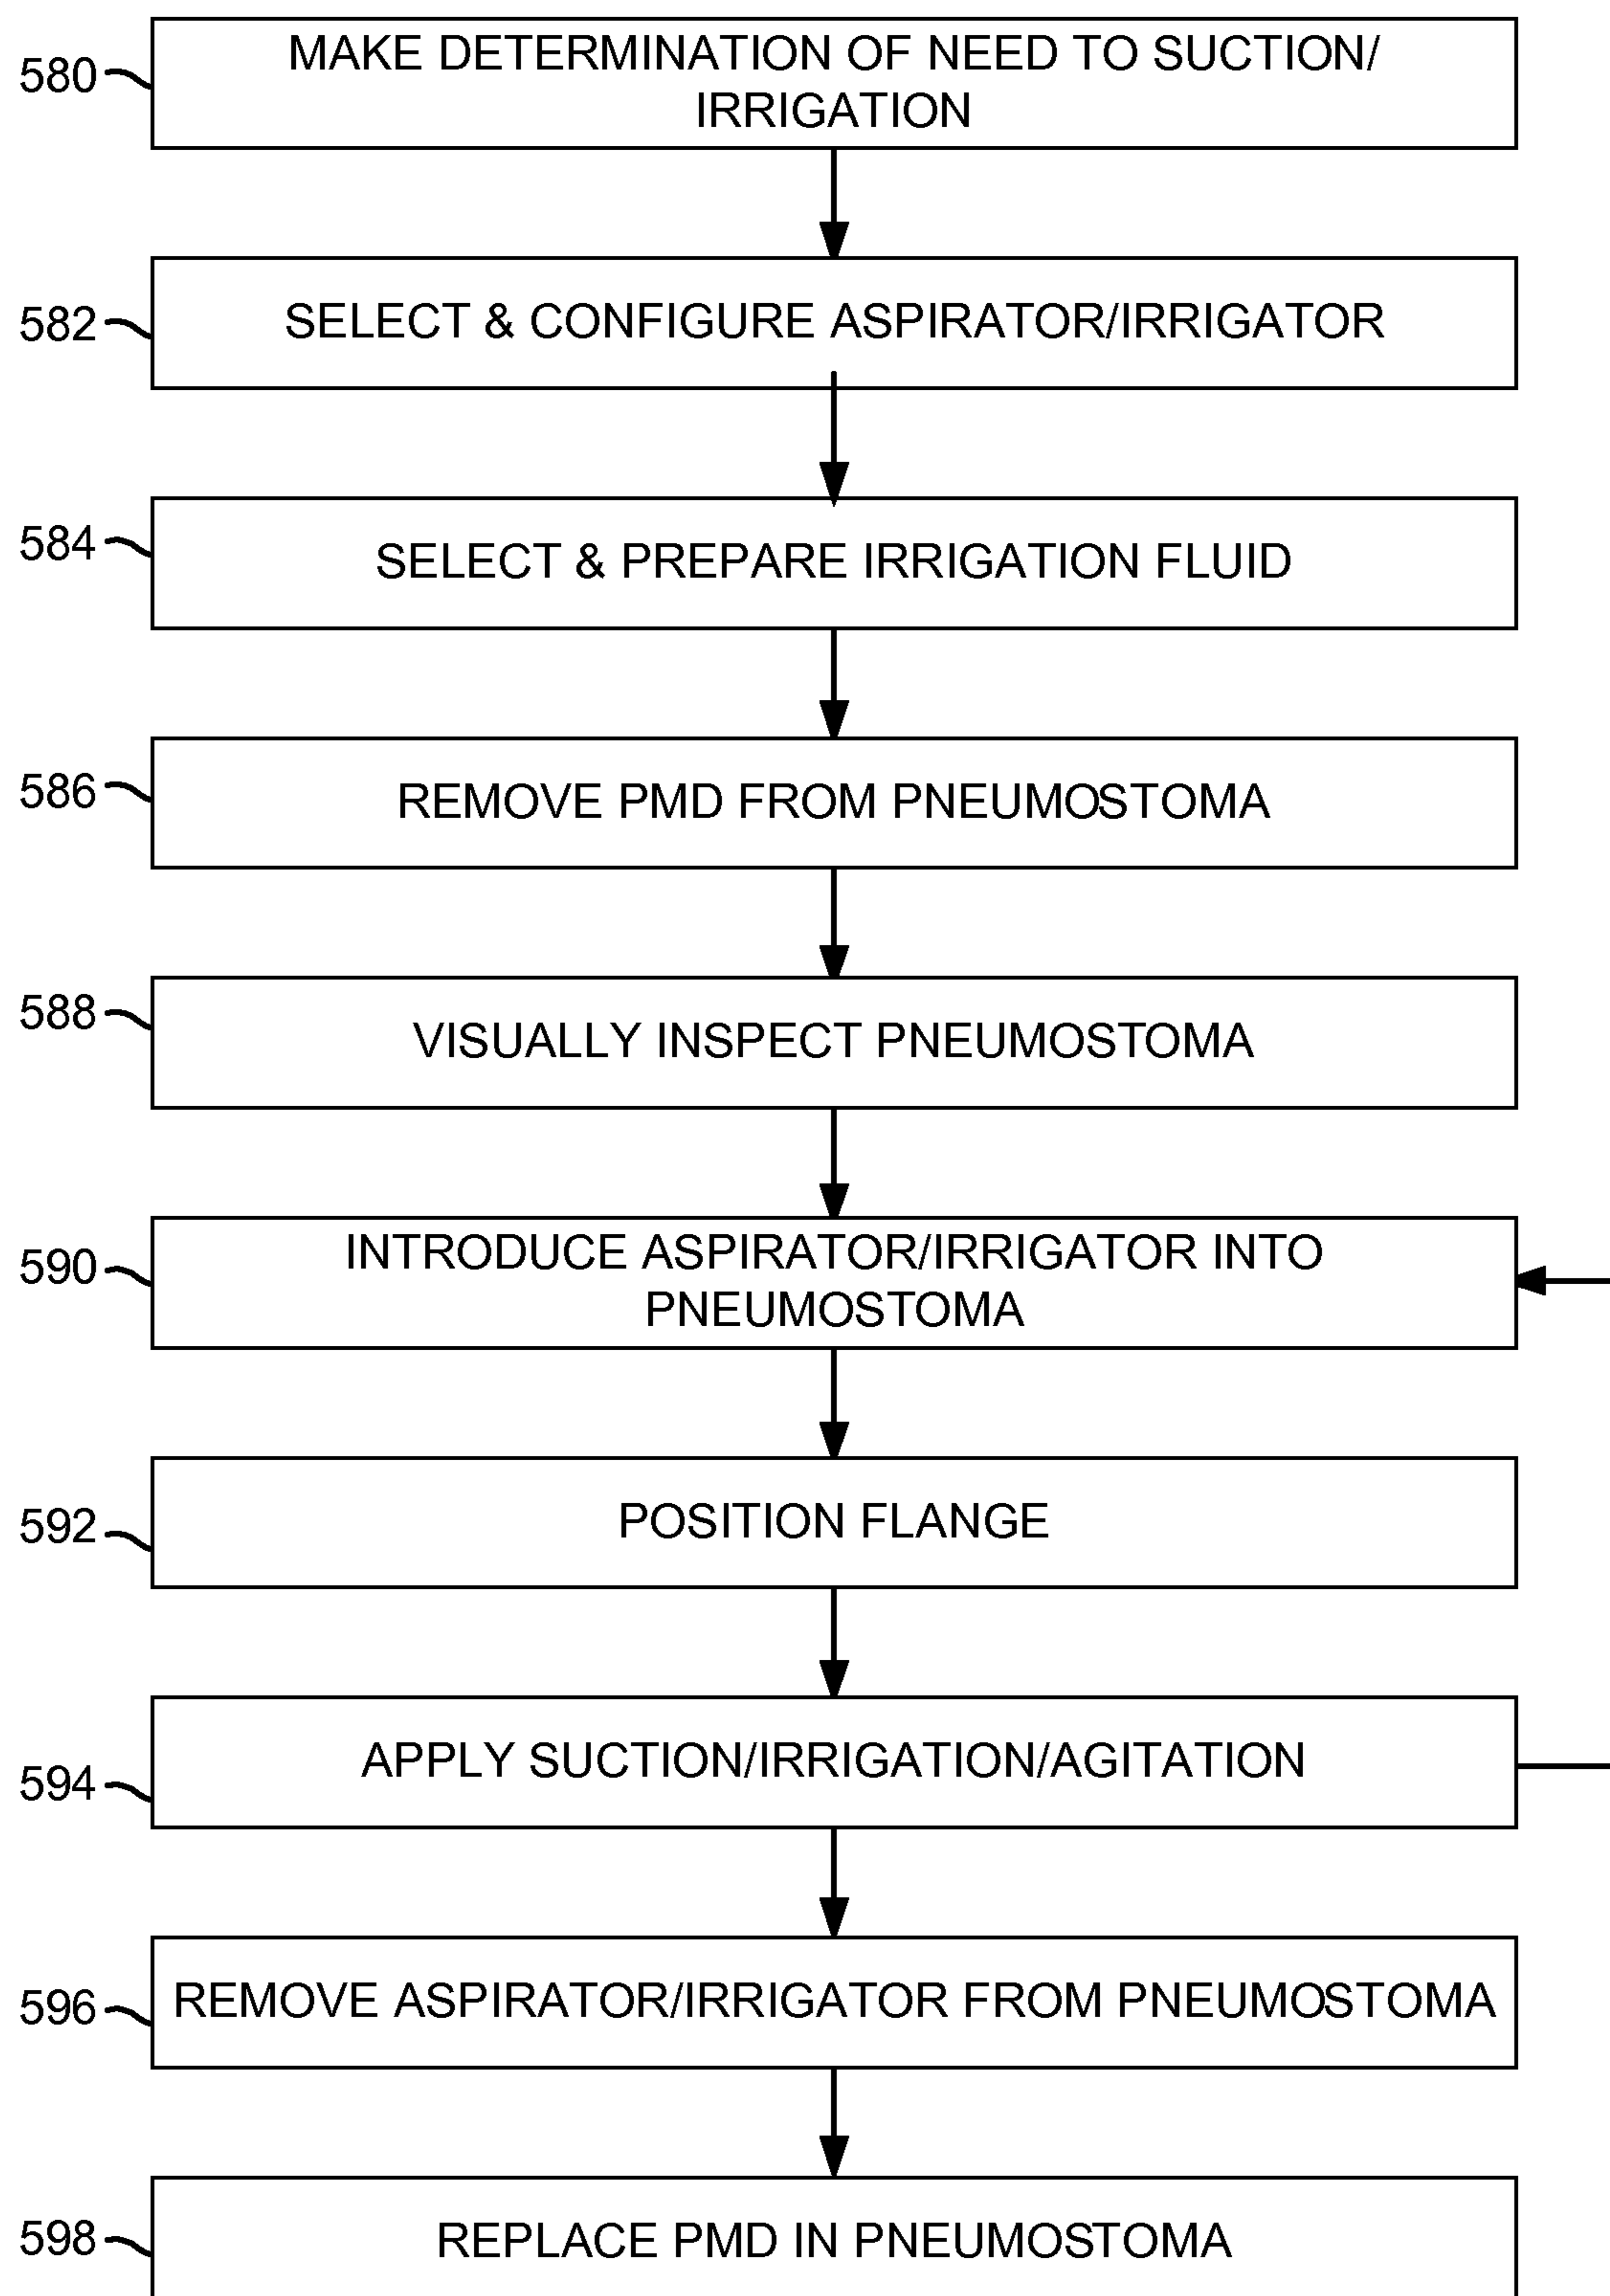 580
MAKE DETERMINATION OF NEED TO SUCTION/
IRRIGATION
582
SELECT & CONFIGURE ASPIRATOR/IRRIGATOR
584
SELECT & PREPARE IRRIGATION FLUID
586
REMOVE PMD FROM PNEUMOSTOMA
588
VISUALLY INSPECT PNEUMOSTOMA
590
INTRODUCE ASPIRATOR/IRRIGATOR INTO
PNEUMOSTOMA
592
POSITION FLANGE
594
APPLY SUCTION/IRRIGATION/AGITATION
596
REMOVE ASPIRATOR/IRRIGATOR FROM PNEUMOSTOMA
598
REPLACE PMD IN PNEUMOSTOMA